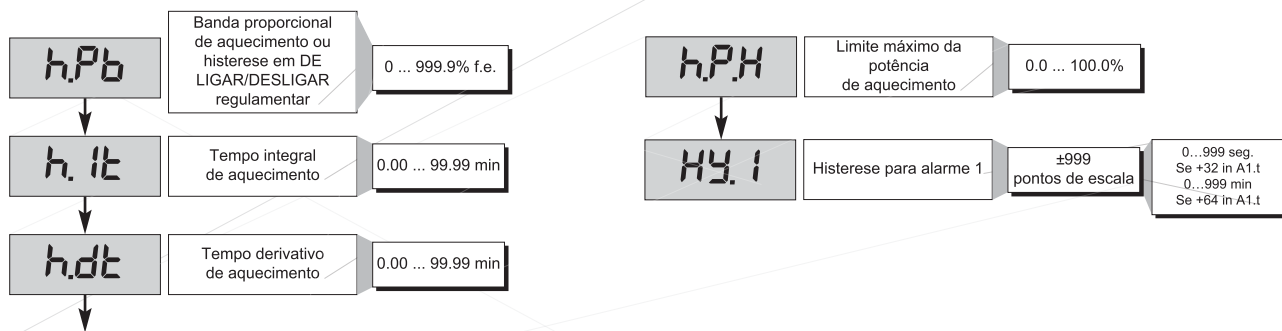 h.Pb
Banda proporcional
de aquecimento ou
histerese em DE
LIGAR/DESLIGAR
regulamentar
0 ... 999.9% f.e.
h.It
Tempo integral
de aquecimento
0.00 ... 99.99 min
h.dt
Tempo derivativo
de aquecimento
0.00 ... 99.99 min
h.P.H
Limite máximo da
potência
de aquecimento
0.0 ... 100.0%
HY.1
Histerese para alarme 1
±999
pontos de escala
0...999 seg.
Se +32 in A1.t
0...999 min
Se +64 in A1.t